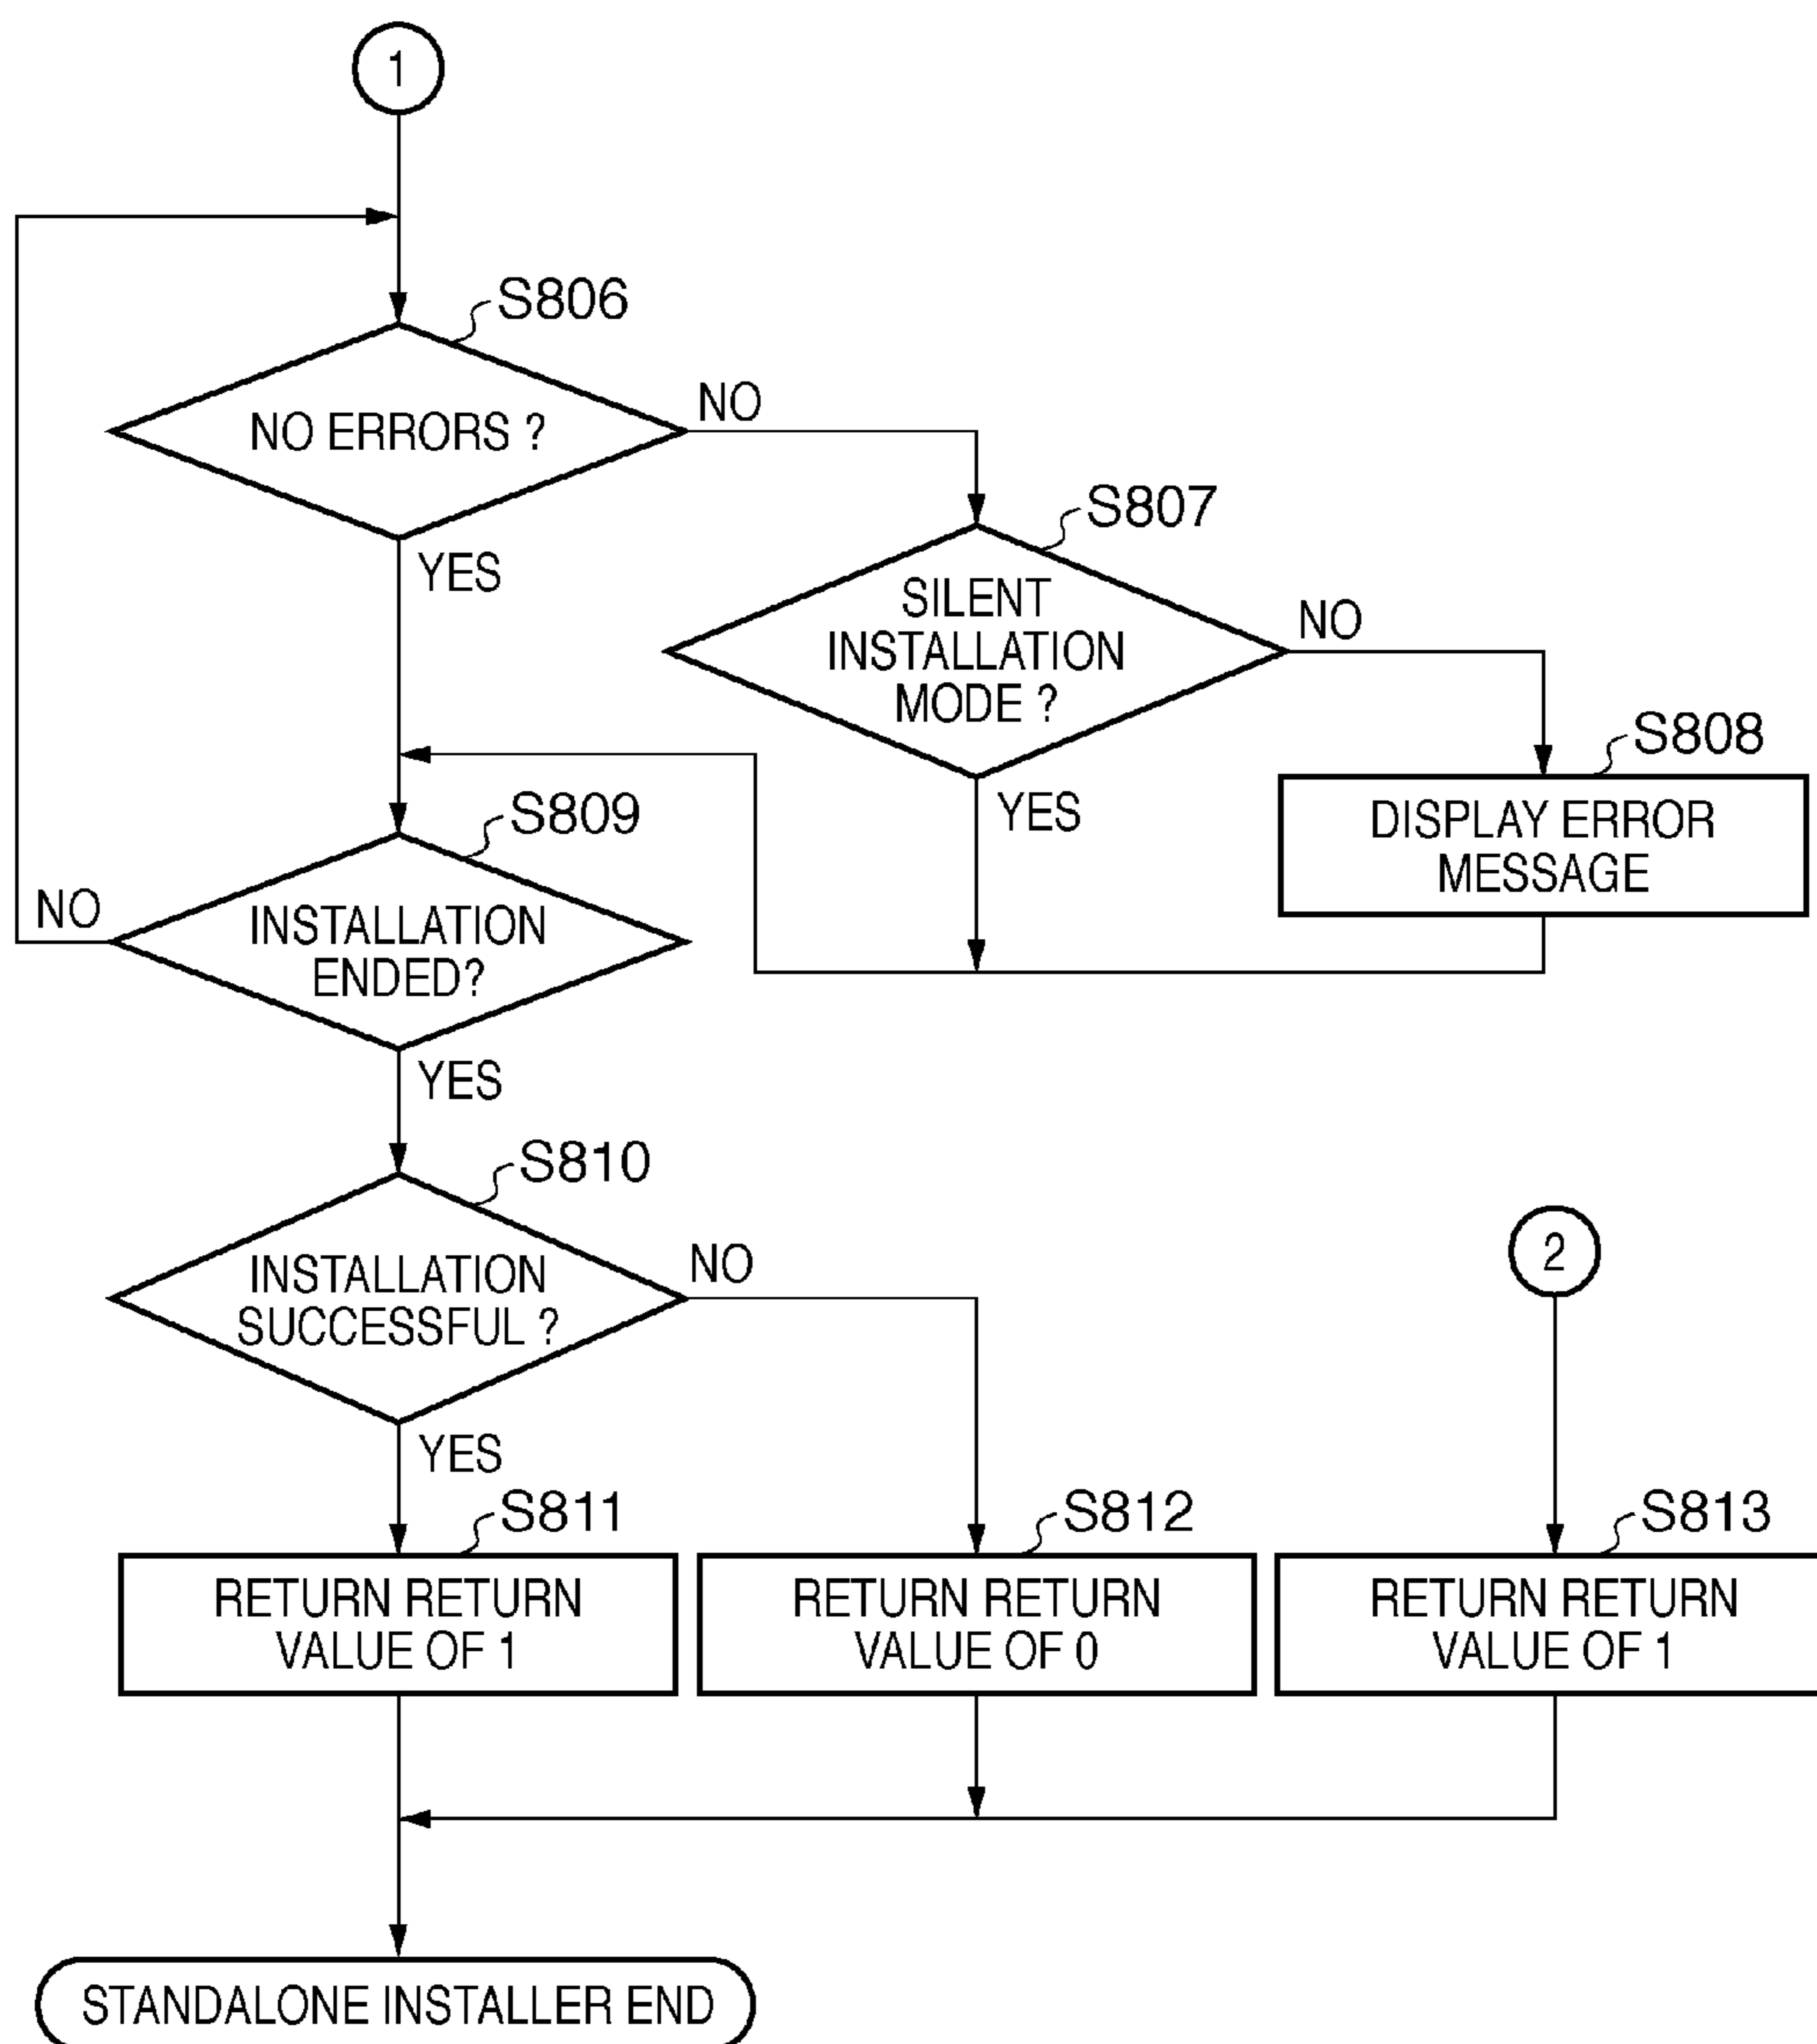 1
S806
NO ERRORS ?
NO
YES
S807
SILENT
INSTALLATION
MODE ?
NO
YES
S808
DISPLAY ERROR
MESSAGE
S809
INSTALLATION
ENDED?
NO
YES
S810
INSTALLATION
SUCCESSFUL ?
NO
YES
2
S811
RETURN RETURN
VALUE OF 1
S812
RETURN RETURN
VALUE OF 0
S813
RETURN RETURN
VALUE OF 1
STANDALONE INSTALLER END